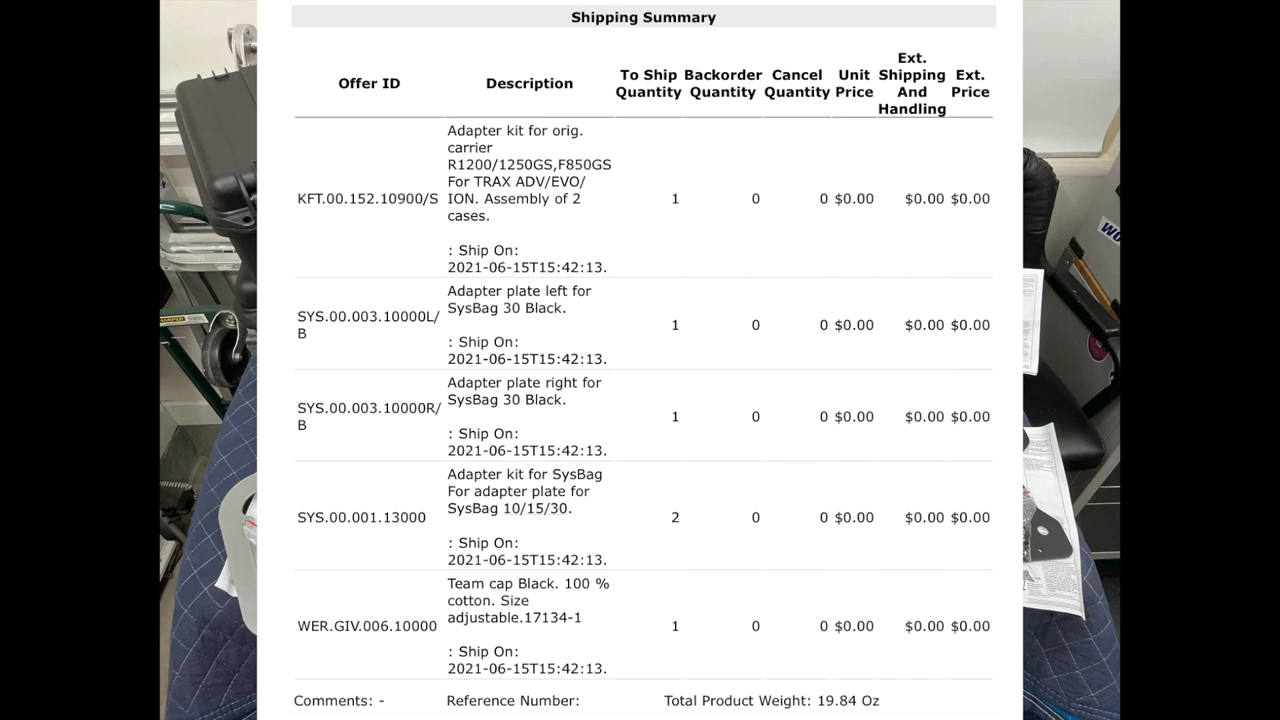 Shipping Summary
Offer ID Description To Ship Quantity Backorder Quantity Cancel Quantity Unit Price Ext. Shipping And Handling Ext. Price
KFT.00.152.10900/S
Adapter kit for orig.
carrier
R1200/1250GS,F850GS
For TRAX ADV/EVO/
ION. Assembly of 2
cases.
: Ship On:
2021-06-15T15:42:13.
1 0 0 $0.00 $0.00 $0.00
SYS.00.003.10000L/
B
Adapter plate left for
SysBag 30 Black.
: Ship On:
2021-06-15T15:42:13.
1 0 0 $0.00 $0.00 $0.00
SYS.00.003.10000R/
B
Adapter plate right for
SysBag 30 Black.
: Ship On:
2021-06-15T15:42:13.
1 0 0 $0.00 $0.00 $0.00
SYS.00.001.13000
Adapter kit for SysBag
For adapter plate for
SysBag 10/15/30.
: Ship On:
2021-06-15T15:42:13.
2 0 0 $0.00 $0.00 $0.00
WER.GIV.006.10000
Team cap Black. 100 %
cotton. Size
adjustable.17134-1
: Ship On:
2021-06-15T15:42:13.
1 0 0 $0.00 $0.00 $0.00
Comments: - Reference Number: Total Product Weight: 19.84 Oz